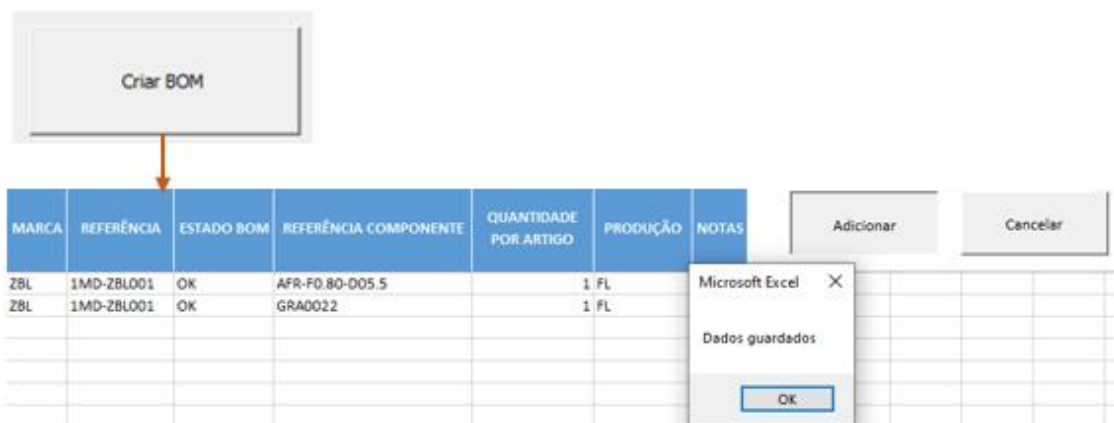 Criar BOM
MARCA REFERÊNCIA ESTADO BOM REFERÊNCIA COMPONENTE QUANTIDADE POR ARTIGO PRODUÇÃO NOTAS
Adicionar Cancelar
ZBL 1MD-ZBL001 OK AFR-F0.80-D05.5 1 FL
ZBL 1MD-ZBL001 OK GRA0022 1 FL
Microsoft Excel
Dados guardados
OK